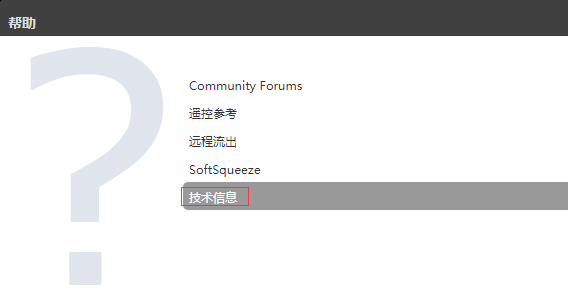 帮助
?
Community Forums
遥控参考
远程流出
SoftSqueeze
技术信息